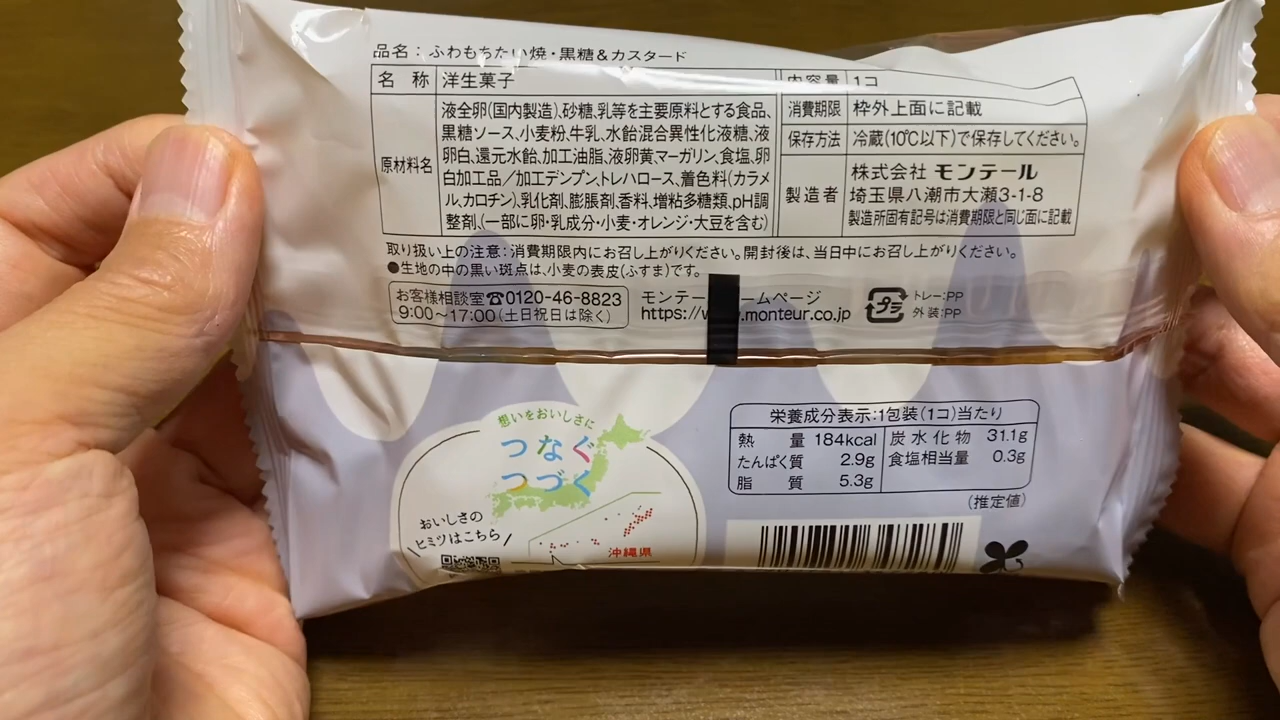 品名：ふわもちたい焼・黒糖&カスタード
名 称 洋生菓子
原材料名
液全卵(国内製造)、砂糖、乳等を主要原料とする食品、
黒糖ソース、小麦粉、牛乳、水飴混合異性化液糖、液
卵白、還元水飴、加工油脂、液卵黄、マーガリン、食塩、卵
白加工品／加工デンプン、トレハロース、着色料(カラメ
ル、カロチン)、乳化剤、膨脹剤、香料、増粘多糖類、pH調
整剤、(一部に卵・乳成分・小麦・オレンジ・大豆を含む)
内容量 1コ
消費期限 枠外上面に記載
保存方法 冷蔵(10℃以下)で保存してください。
製造者
株式会社 モンテール
埼玉県八潮市大瀬3-1-8
製造所固有記号は消費期限と同じ面に記載
取り扱い上の注意：消費期限内にお召し上がりください。開封後は、当日中にお召し上がりください。
●生地の中の黒い斑点は、小麦の表皮(ふすま)です。
お客様相談室☎0120-46-8823
9:00〜17:00(土日祝日は除く)
モンテー ームページ
https://w .monteur.co.jp
プラ
トレー:PP
外装:PP
想いをおいしさに
つなぐ
つづく
おいしさの
ヒミツはこちら
沖縄県
栄養成分表示:1包装(1コ)当たり
熱 量 184kcal
たんぱく質 2.9g
脂 質 5.3g
炭水化物 31.1g
食塩相当量 0.3g
(推定値)